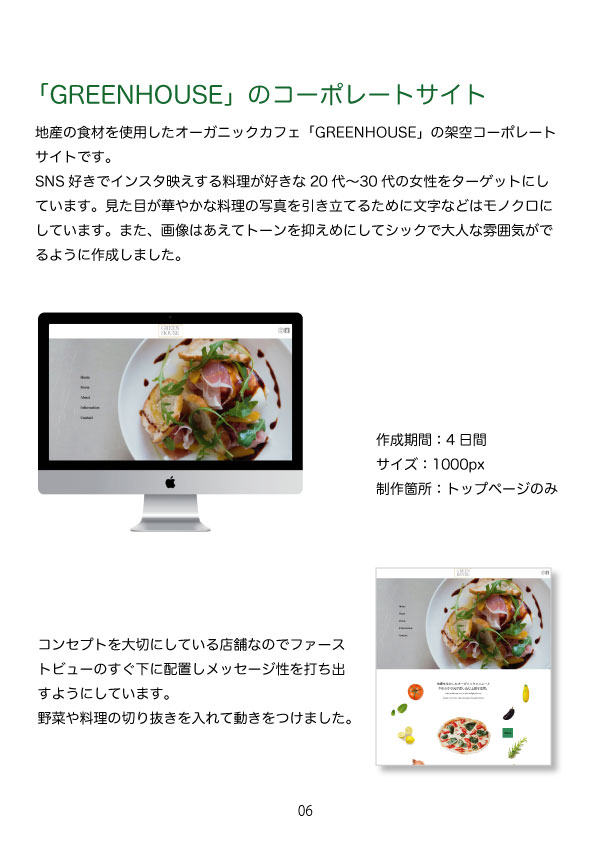 「GREENHOUSE」のコーポレートサイト
地産の食材を使用したオーガニックカフェ「GREENHOUSE」の架空コーポレート
サイトです。
SNS 好きでインスタ映えする料理が好きな 20 代〜30 代の女性をターゲットにし
ています。見た目が華やかな料理の写真を引き立てるために文字などはモノクロに
しています。また、画像はあえてトーンを抑えめにしてシックで大人な雰囲気がで
るように作成しました。
GREEN
HOUSE
Home
About
Information
Contact
作成期間：4 日間
サイズ：1000px
制作箇所：トップページのみ
GREEN
HOUSE
コンセプトを大切にしている店舗なのでファース
トビューのすぐ下に配置しメッセージ性を打ち出
すようにしています。
野菜や料理の切り抜きを入れて動きをつけました。
06